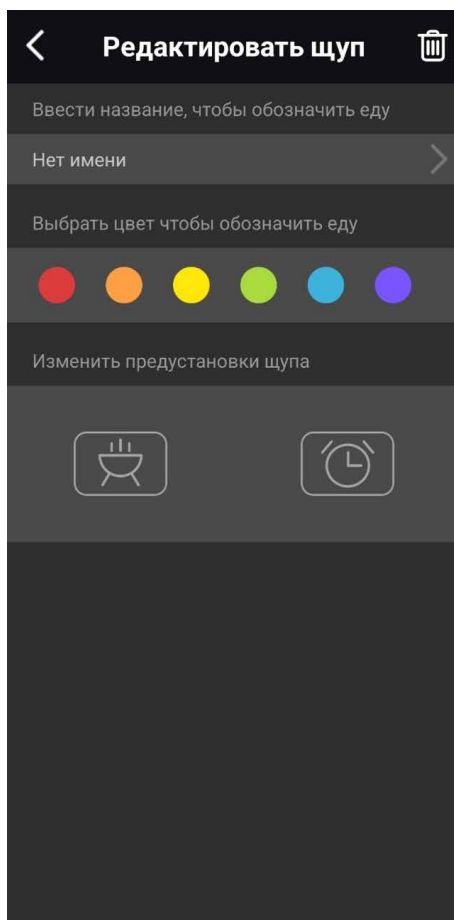 Редактировать щуп
Ввести название, чтобы обозначить еду
Нет имени
Выбрать цвет чтобы обозначить еду
Изменить предустановки щупа